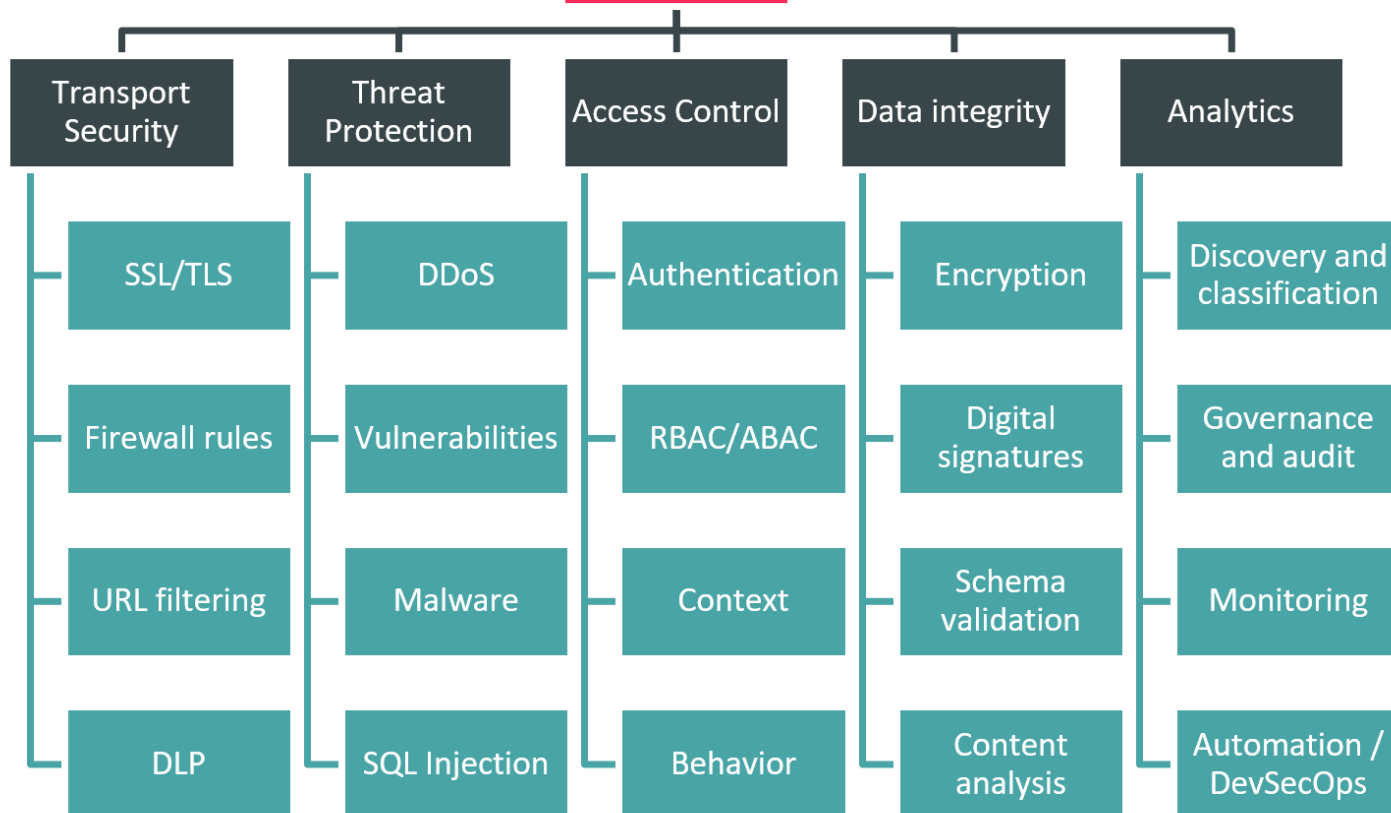 Transport
Security
Threat
Protection
Access Control
Data integrity
Analytics
SSL/TLS
DDoS
Authentication
Encryption
Discovery and
classification
Firewall rules
Vulnerabilities
RBAC/ABAC
Digital
signatures
Governance
and audit
URL filtering
Malware
Context
Schema
validation
Monitoring
DLP
SQL Injection
Behavior
Content
analysis
Automation /
DevSecOps